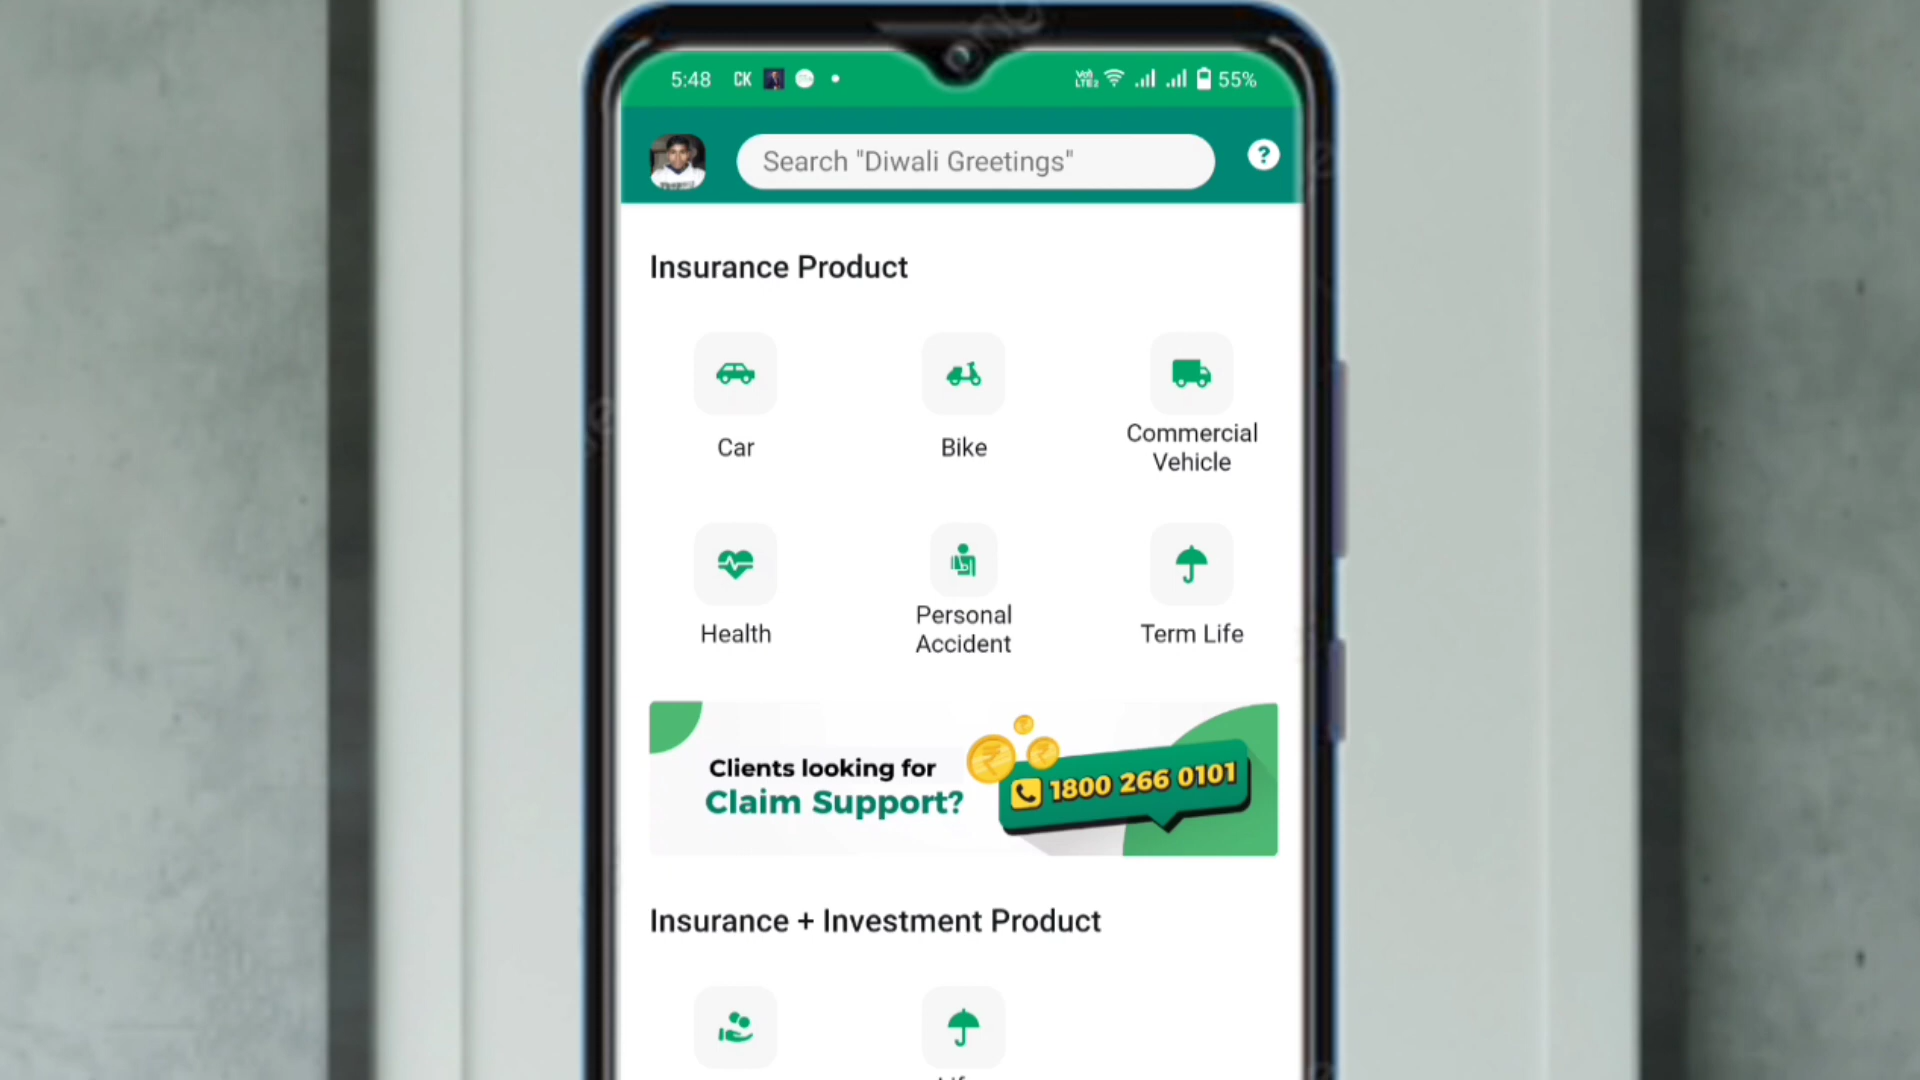 5:48 CK 55%
Search "Diwali Greetings"
?
Insurance Product
Car
Bike
Commercial
Vehicle
Health
Personal
Accident
Term Life
Clients looking for
Claim Support?
1800 266 0101
Insurance + Investment Product